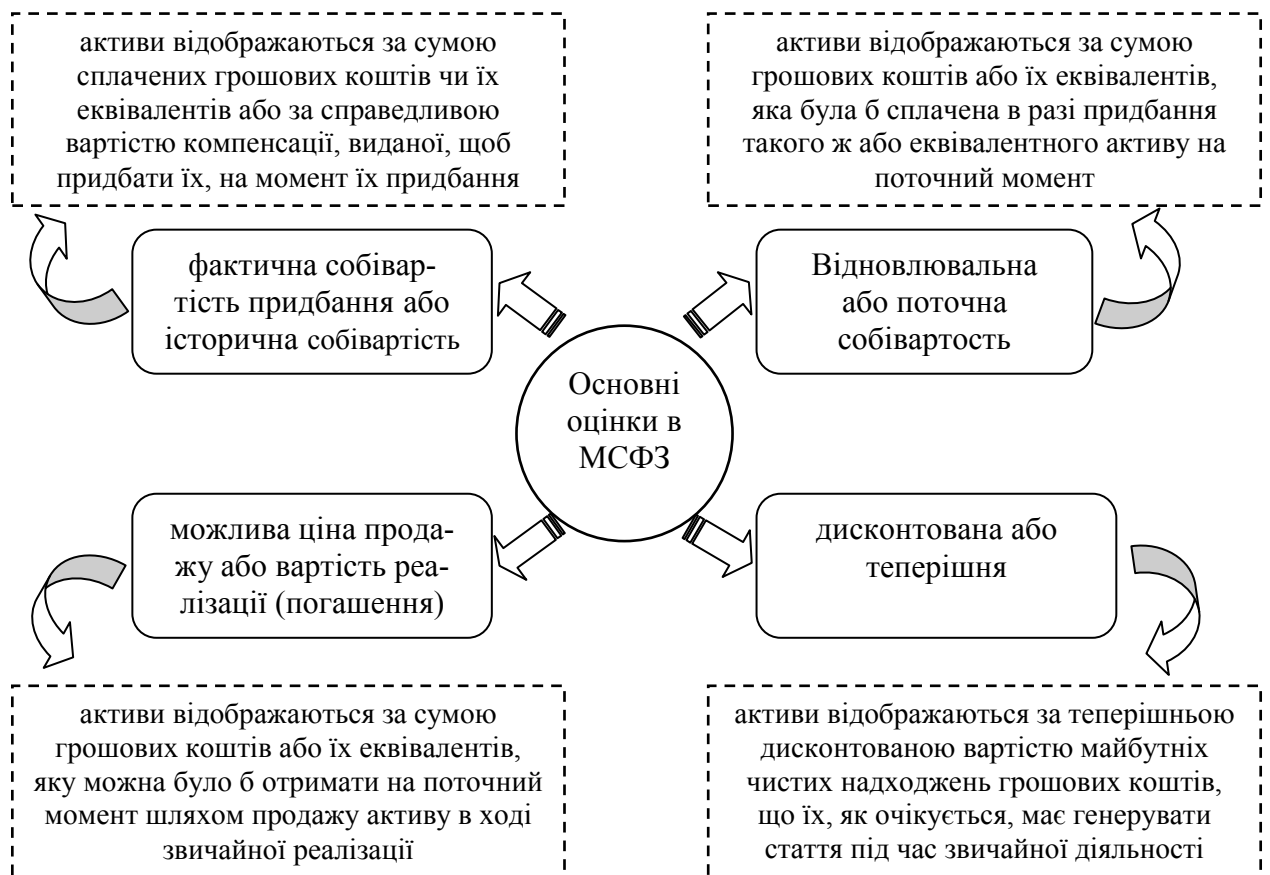 активи відображаються за сумою
сплачених грошових коштів чи їх
еквівалентів або за справедливою
вартістю компенсації, виданої, щоб
придбати їх, на момент їх придбання
активи відображаються за сумою
грошових коштів або їх еквівалентів,
яка була б сплачена в разі придбання
такого ж або еквівалентного активу на
поточний момент
фактична собівар-
тість придбання або
історична собівартість
Відновлювальна
або поточна
собівартость
Основні
оцінки в
МСФЗ
можлива ціна прода-
жу або вартість реа-
лізації (погашення)
дисконтована або
теперішня
активи відображаються за сумою
грошових коштів або їх еквівалентів,
яку можна було б отримати на поточний
момент шляхом продажу активу в ході
звичайної реалізації
активи відображаються за теперішньою
дисконтованою вартістю майбутніх
чистих надходжень грошових коштів,
що їх, як очікується, має генерувати
стаття під час звичайної діяльності